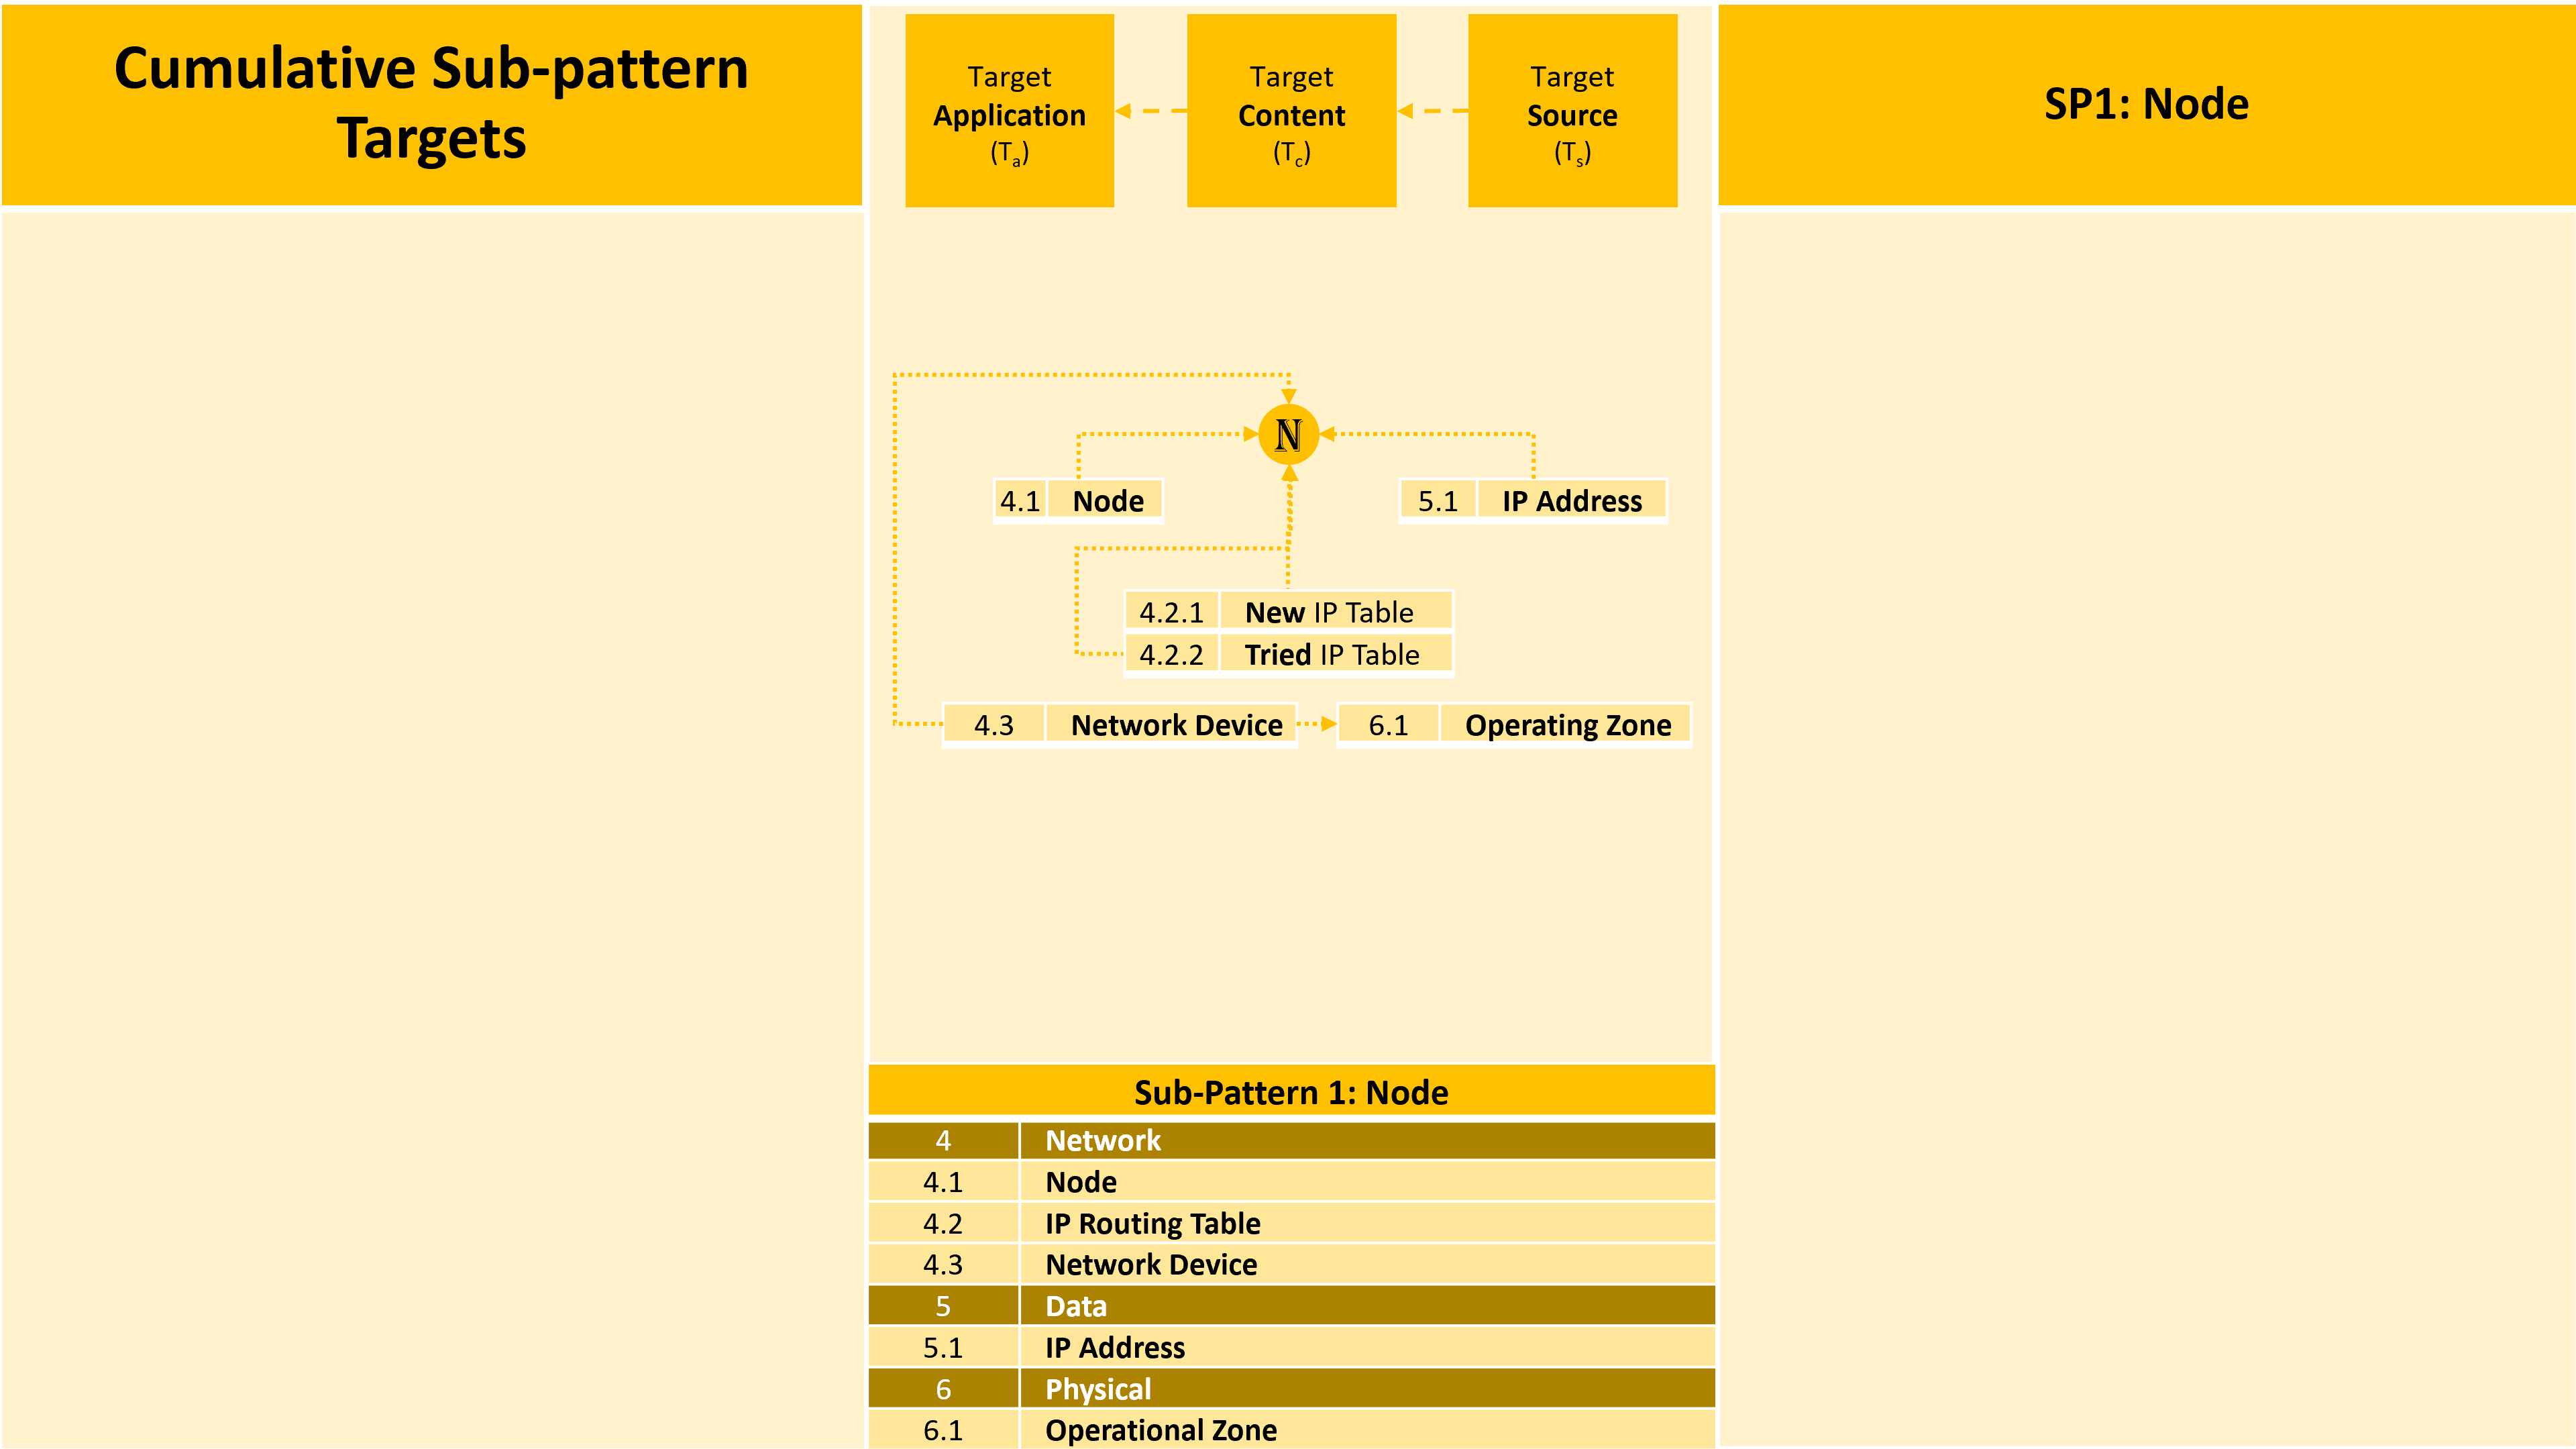 Cumulative Sub-pattern
Targets
Target
Application
(Ta)
Target
Content
(Tc)
Target
Source
(Ts)
SP1: Node
N
4.1 Node
5.1 IP Address
4.2.1 New IP Table
4.2.2 Tried IP Table
4.3 Network Device
6.1 Operating Zone
Sub-Pattern 1: Node
4 Network
4.1 Node
4.2 IP Routing Table
4.3 Network Device
5 Data
5.1 IP Address
6 Physical
6.1 Operational Zone